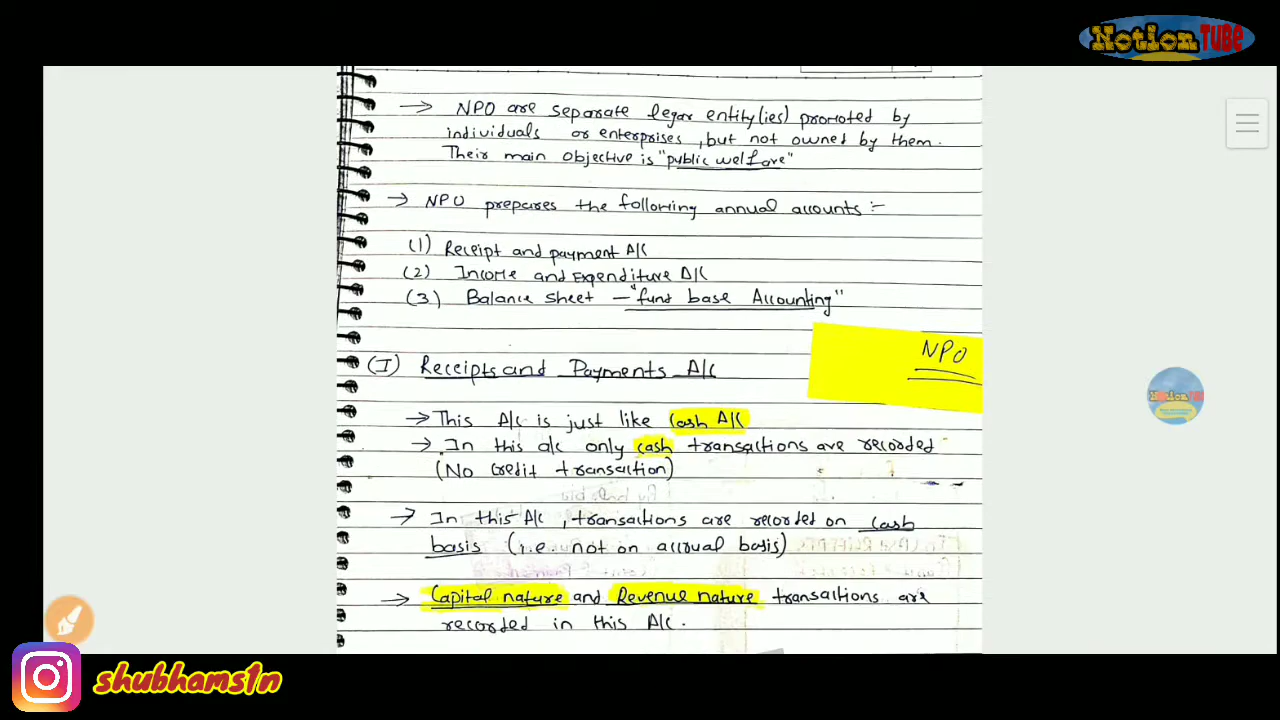 NotionTUBE
→ NPO are separate legar entity(ies) promoted by
individuals or enterprises, but not owned by them.
Their main objective is "public welfare"
→ NPO prepares the following annual accounts :-
(1) Receipt and payment A/C
(2) Income and Expenditure A/C
(3) Balance sheet - "fund base Accounting"
NPO
(I) Receipts and Payments A/C
→ This A/C is just like Cash A/C
→ In this a/c only cash transactions are recorded
(No credit transaction)
→ In this A/C, transactions are recorded on cash
basis (i.e. not on accrual basis)
→ Capital nature and Revenue nature transactions are
recorded in this A/C.
shubhams1n